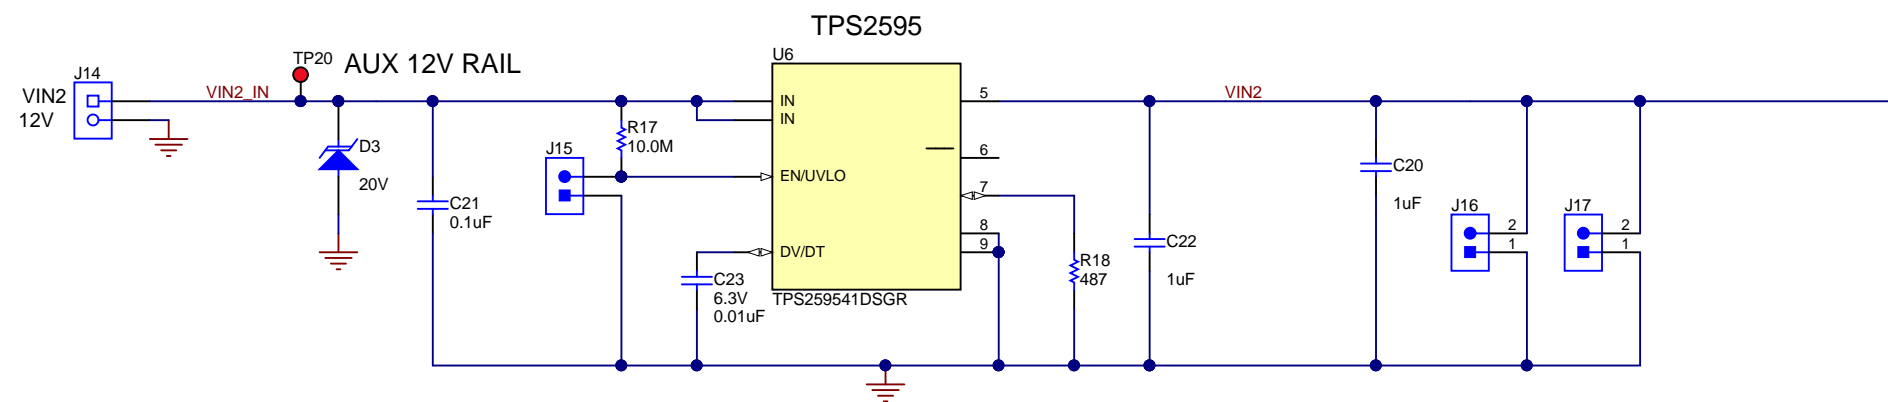 TPS2595
U6
TP20
AUX 12V RAIL
J14
VIN2
12V
VIN2_IN
IN
IN
5
VIN2
R17
10.0M
D3
20V
J15
EN/UVLO
6
7
C21
0.1uF
C20
1uF
J16
2
1
J17
2
1
8
9
DV/DT
C22
1uF
R18
487
C23
6.3V
0.01uF
TPS259541DSGR